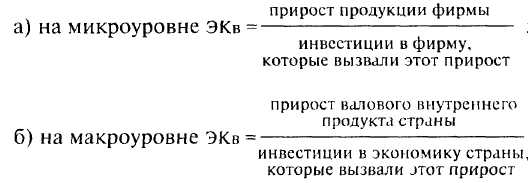 прирост продукции фирмы
а) на микроуровне ЭКв =
инвестиции в фирму,
которые вызвали этот прирост
прирост валового внутреннего
продукта страны
б) на макроуровне ЭКв =
инвестиции в экономику страны,
которые вызвали этот прирост